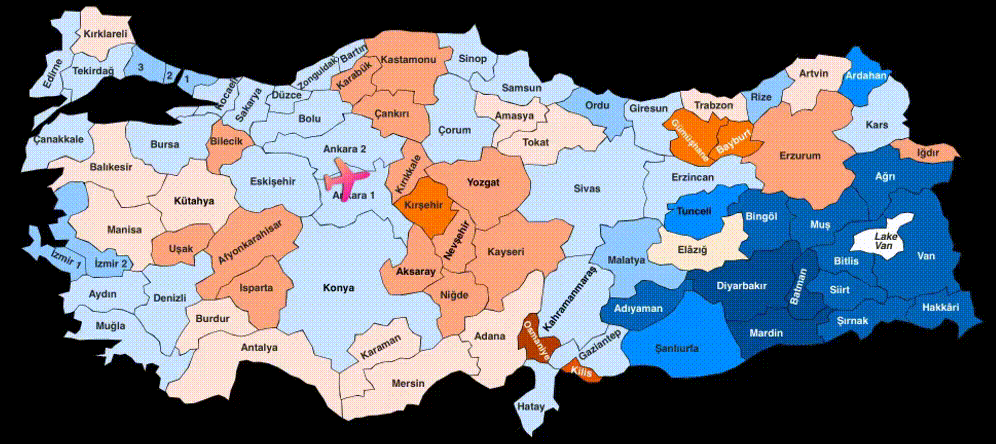 Kırklareli
Edirne
Tekirdağ
3
2
1
Kocaeli
Sakarya
Düzce
Zonguldak
Bartın
Karabük
Kastamonu
Sinop
Samsun
Ordu
Giresun
Trabzon
Rize
Artvin
Ardahan
Kars
Çanakkale
Balıkesir
Bursa
Bilecik
Bolu
Çankırı
Çorum
Amasya
Tokat
Gümüşhane
Bayburt
Erzurum
Iğdır
Eskişehir
Ankara 2
Ankara 1
Kırıkkale
Kırşehir
Yozgat
Sivas
Erzincan
Tunceli
Bingöl
Muş
Ağrı
Lake
Van
Van
Kütahya
Manisa
Uşak
Afyonkarahisar
Nevşehir
Kayseri
Malatya
Elâzığ
Diyarbakır
Batman
Bitlis
Siirt
Hakkâri
İzmir 1
İzmir 2
Aydın
Denizli
Isparta
Konya
Aksaray
Niğde
Kahramanmaraş
Adıyaman
Şanlıurfa
Mardin
Şırnak
Muğla
Burdur
Antalya
Karaman
Mersin
Adana
Osmaniye
Gaziantep
Kilis
Hatay